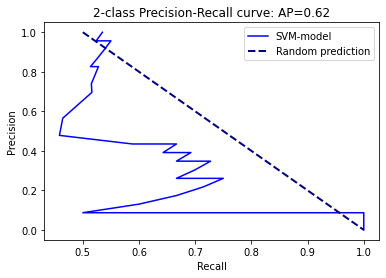 2-class Precision-Recall curve: AP=0.62
SVM-model
Random prediction
Precision
1.0
0.8
0.6
0.4
0.2
0.0
0.5 0.6 0.7 0.8 0.9 1.0
Recall